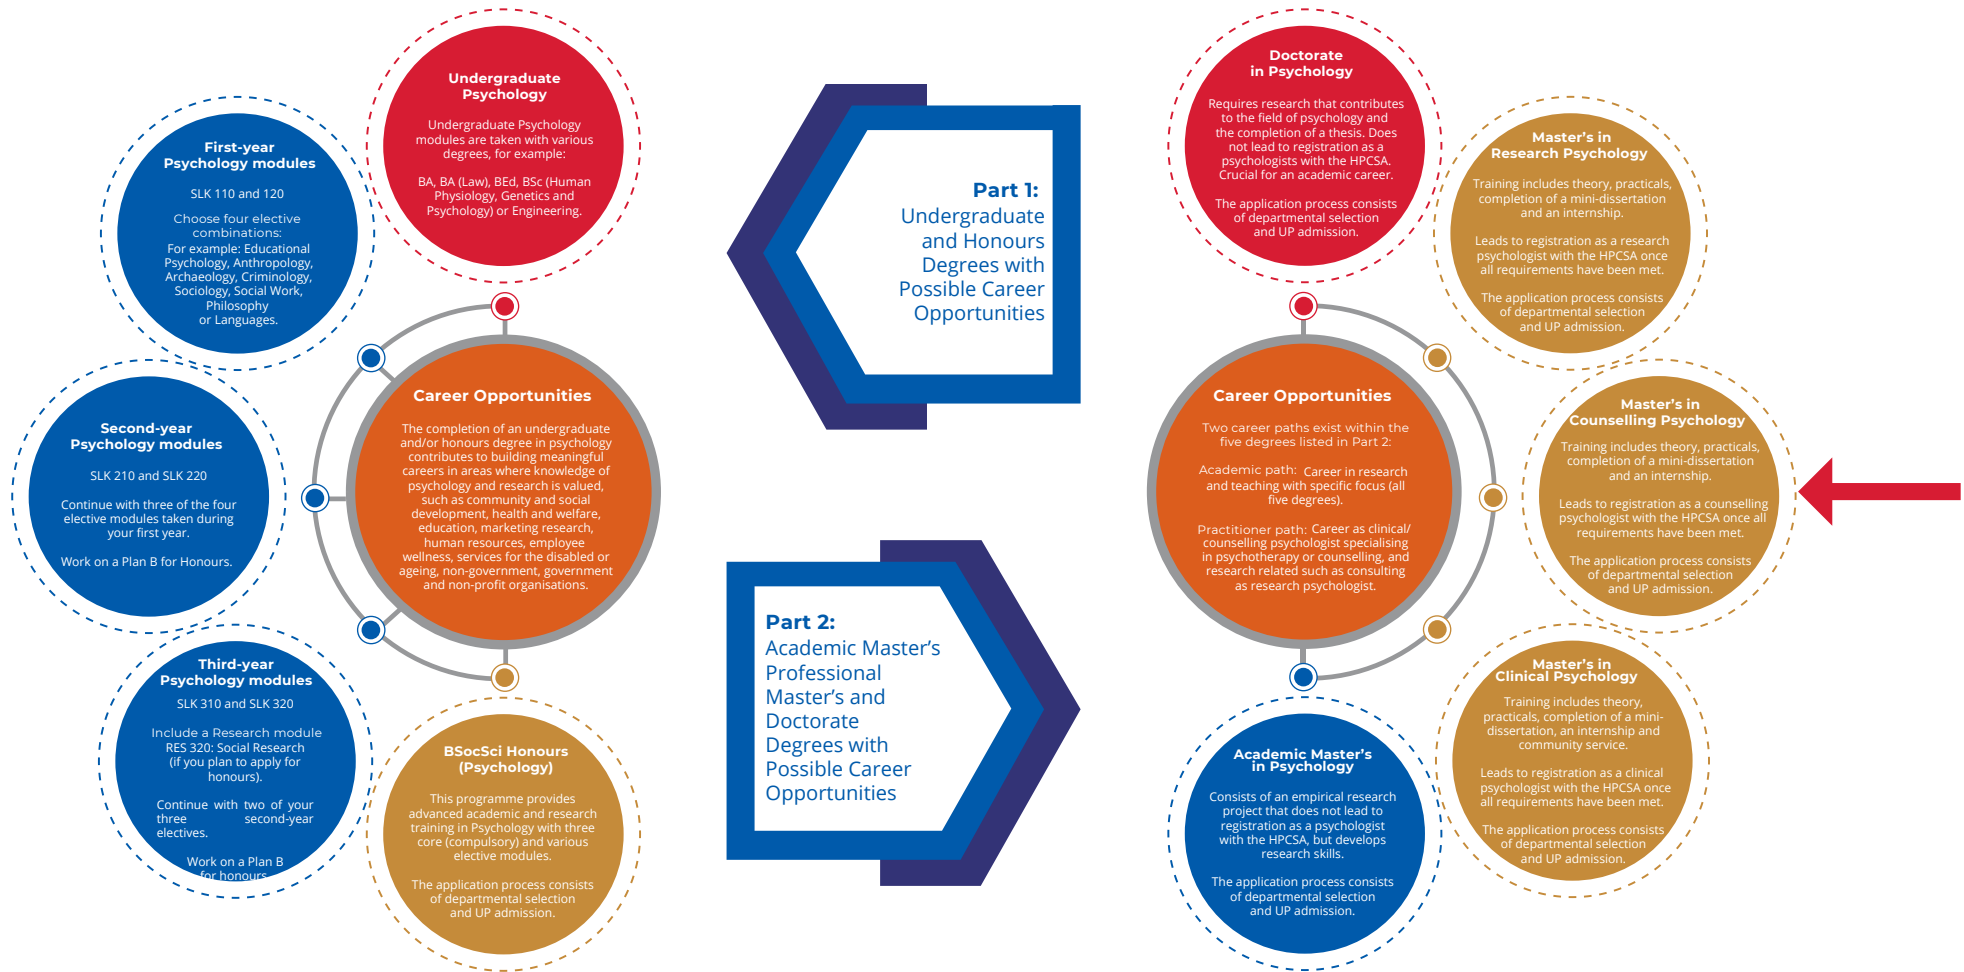 Undergraduate
Psychology
Undergraduate Psychology
modules are taken with various
degrees, for example:
BA, BA (Law), BEd, BSc (Human
Physiology, Genetics and
Psychology) or Engineering.
First-year
Psychology modules
SLK 110 and 120
Choose four elective
combinations:
For example: Educational
Psychology, Anthropology,
Archaeology, Criminology,
Sociology, Social Work,
Philosophy
or Languages.
Second-year
Psychology modules
SLK 210 and SLK 220
Continue with three of the four
elective modules taken during
your first year.
Work on a Plan B for Honours.
Third-year
Psychology modules
SLK 310 and SLK 320
Include a Research module
RES 320: Social Research
(if you plan to apply for
honours).
Continue with two of your
three second-year
electives.
Work on a Plan B
for honours
BSocSci Honours
(Psychology)
This programme provides
advanced academic and research
training in Psychology with three
core (compulsory) and various
elective modules.
The application process consists
of departmental selection
and UP admission.
Career Opportunities
The completion of an undergraduate
and/or honours degree in psychology
contributes to building meaningful
careers in areas where knowledge of
psychology and research is valued,
such as community and social
development, health and welfare,
education, marketing research,
human resources, employee
wellness, services for the disabled or
ageing, non-government, government
and non-profit organisations.
Part 1:
Undergraduate
and Honours
Degrees with
Possible Career
Opportunities
Part 2:
Academic Master's
Professional
Master's and
Doctorate
Degrees with
Possible Career
Opportunities
Doctorate
in Psychology
Requires research that contributes
to the field of psychology and
the completion of a thesis. Does
not lead to registration as a
psychologists with the HPCSA.
Crucial for an academic career.
The application process consists
of departmental selection
and UP admission.
Master's in
Research Psychology
Training includes theory, practicals,
completion of a mini-dissertation
and an internship.
Leads to registration as a research
psychologist with the HPCSA once
all requirements have been met.
The application process consists
of departmental selection
and UP admission.
Career Opportunities
Two career paths exist within the
five degrees listed in Part 2:
Academic path: Career in research
and teaching with specific focus (all
five degrees).
Practitioner path: Career as clinical/
counselling psychologist specialising
in psychotherapy or counselling, and
research related such as consulting
as research psychologist.
Master's in
Counselling Psychology
Training includes theory, practicals,
completion of a mini-dissertation
and an internship.
Leads to registration as a counselling
psychologist with the HPCSA once all
requirements have been met.
The application process consists
of departmental selection
and UP admission.
Master's in
Clinical Psychology
Training includes theory,
practicals, completion of a mini-
dissertation, an internship and
community service.
Leads to registration as a clinical
psychologist with the HPCSA once
all requirements have been met.
The application process consists
of departmental selection
and UP admission.
Academic Master's
in Psychology
Consists of an empirical research
project that does not lead to
registration as a psychologist
with the HPCSA, but develops
research skills.
The application process consists
of departmental selection
and UP admission.